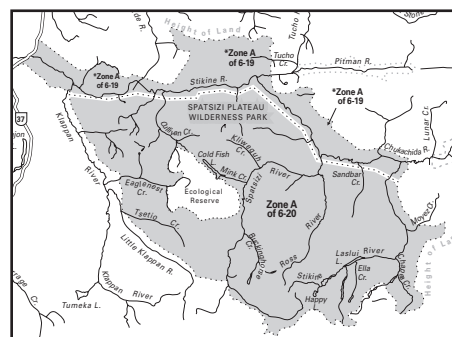 Height of Land
*Zone A
of 6-19
Tucho
Cr.
Pitman R.
*Zone A
of 6-19
Stikine R.
*Zone A
of 6-19
37
Klappan
River
SPATSIZI PLATEAU
WILDERNESS PARK
Lunar Cr.
Chukachida R.
Cold Fish
L.
Mink Cr.
Kliweguh
Cr.
Spatsizi
River
Sandbar
Cr.
Eaglenest
Cr.
Ecological
Reserve
Tsetia
Cr.
Zone A
of 6-20
River
Ross
Little Klappan R.
Laslui River
L.
Ella
Cr.
Stikine
Happy
Klappan
River
Tumeka L.
Height of Land